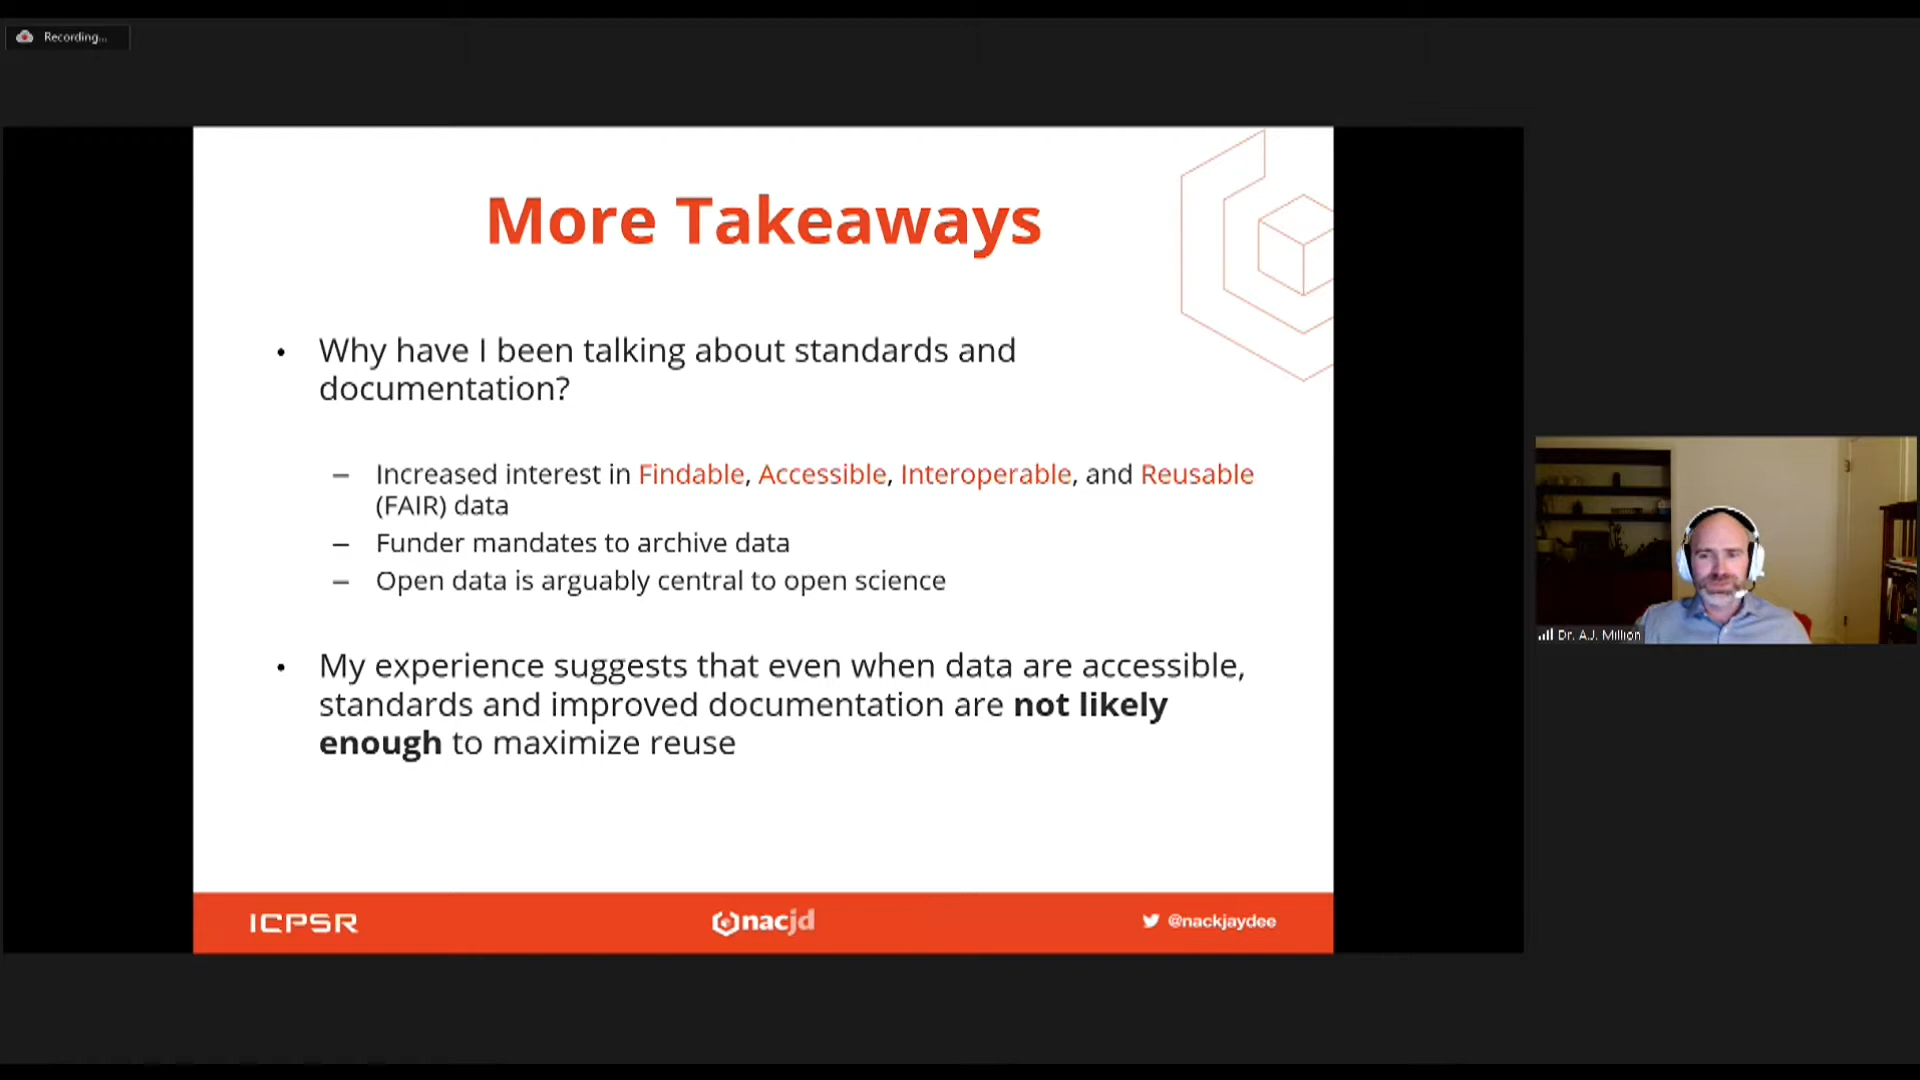 Recording...
More Takeaways
• Why have I been talking about standards and
documentation?
– Increased interest in Findable, Accessible, Interoperable, and Reusable
(FAIR) data
– Funder mandates to archive data
– Open data is arguably central to open science
• My experience suggests that even when data are accessible,
standards and improved documentation are not likely
enough to maximize reuse
Dr. A.J. Million
ICPSR
nacjd
@nackjaydee